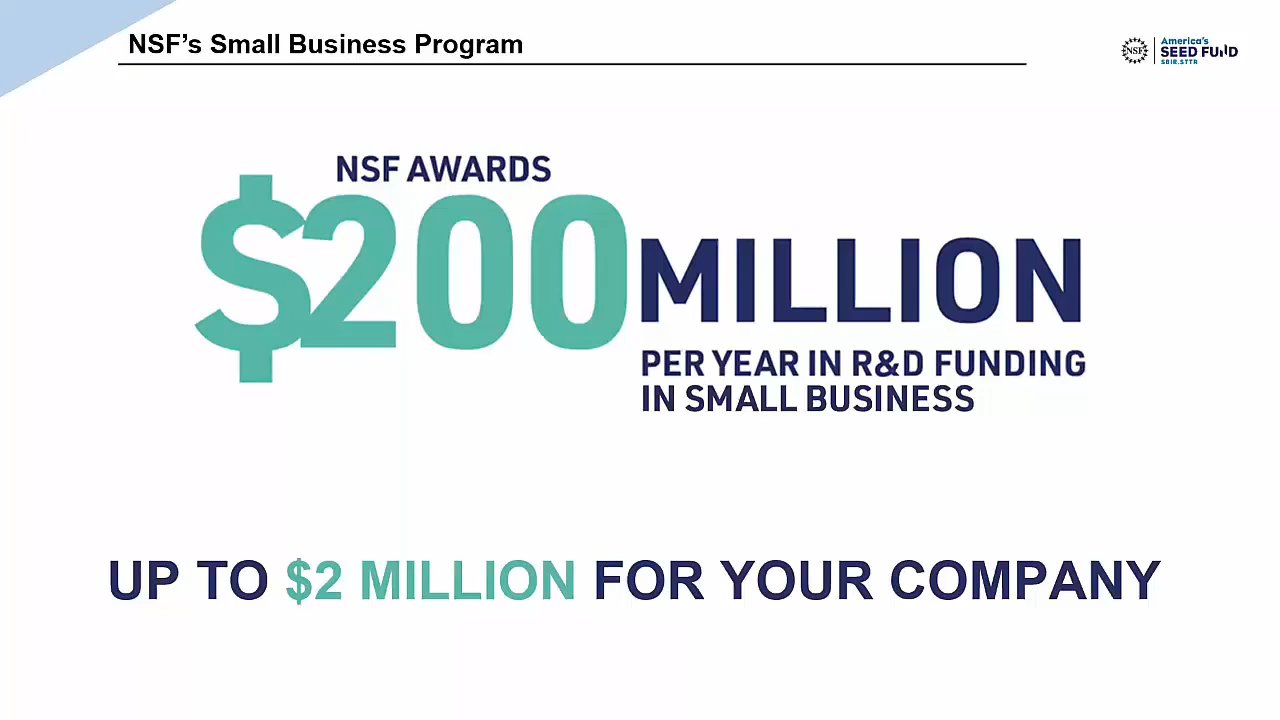 NSF's Small Business Program
NSF
America's
SEED FUND
SBIR.STTR
NSF AWARDS
$200 MILLION
PER YEAR IN R&D FUNDING
IN SMALL BUSINESS
UP TO $2 MILLION FOR YOUR COMPANY